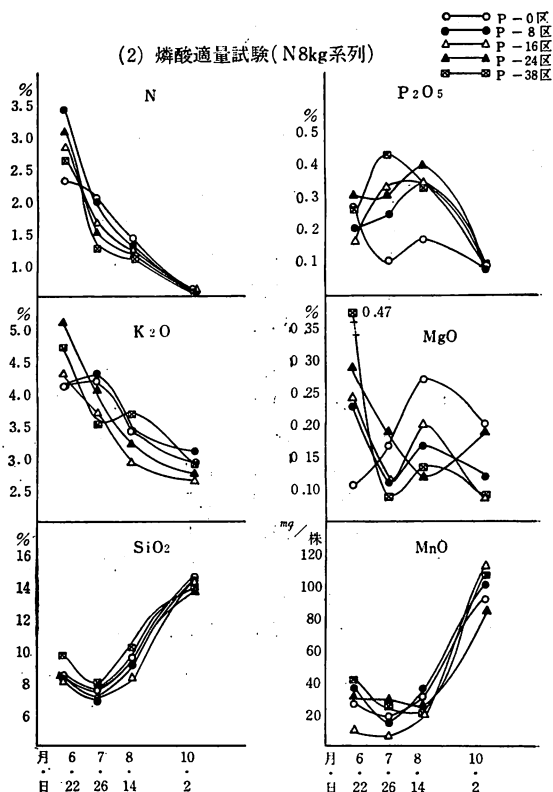 P－0区
P－8区
P－16区
P－24区
P－38区
(2) 燐酸適量試験(N8kg系列)
N
%
3.5
3.0
2.5
2.0
1.5
1.0
P₂O₅
%
0.5
0.4
0.3
0.2
0.1
K₂O
%
5.0
4.5
4.0
3.5
3.0
2.5
MgO
%
0.47
0.35
0.30
0.25
0.20
0.15
0.10
SiO₂
%
16
14
12
10
8
6
MnO
mg/株
120
100
80
60
40
20
月 6 7 8 10
・ ・ ・ ・ ・
日 22 26 14 2
月 6 7 8 10
・ ・ ・ ・ ・
日 22 26 14 2